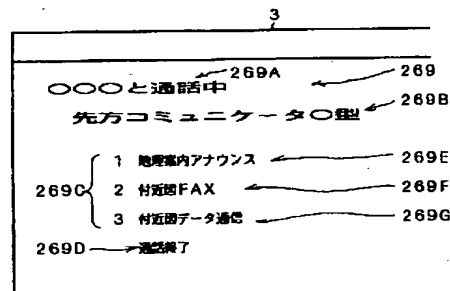 3
269A
○○○と通話中 269
先方コミュニケータ○型 269B
269C
1 地理案内アナウンス 269E
2 付近図FAX 269F
3 付近図データ通信 269G
269D 通話終了